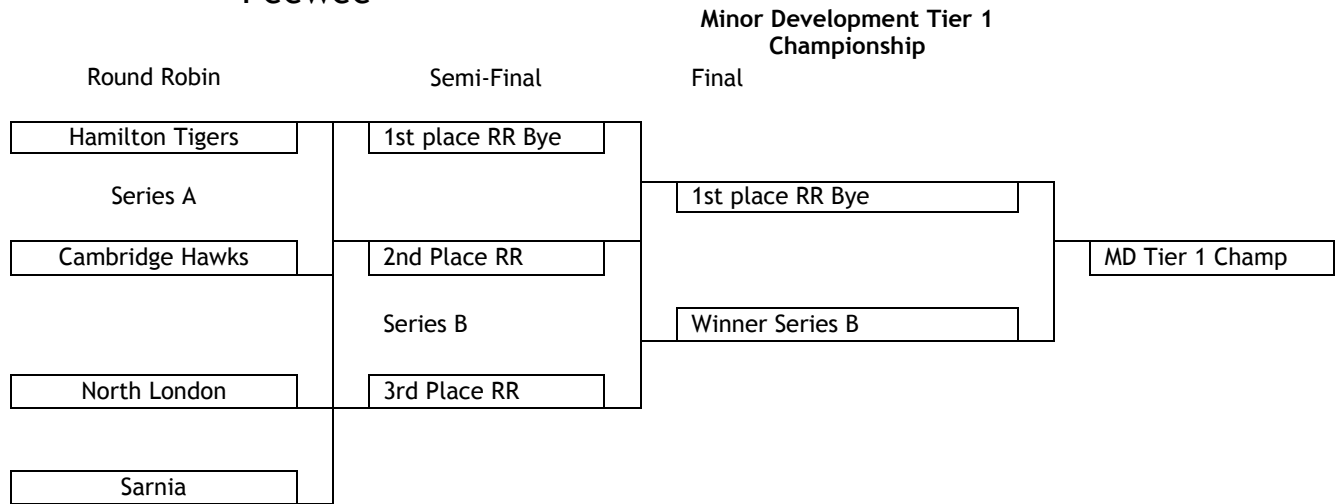 Minor Development Tier 1
Championship
Round Robin
Semi-Final
Final
Hamilton Tigers
1st place RR Bye
Series A
1st place RR Bye
Cambridge Hawks
2nd Place RR
MD Tier 1 Champ
Series B
Winner Series B
North London
3rd Place RR
Sarnia